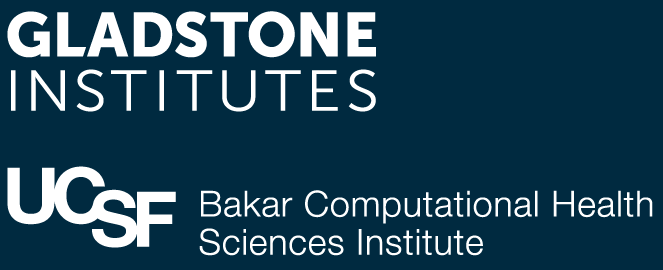 GLADSTONE
INSTITUTES
UCSF Bakar Computational Health
Sciences Institute